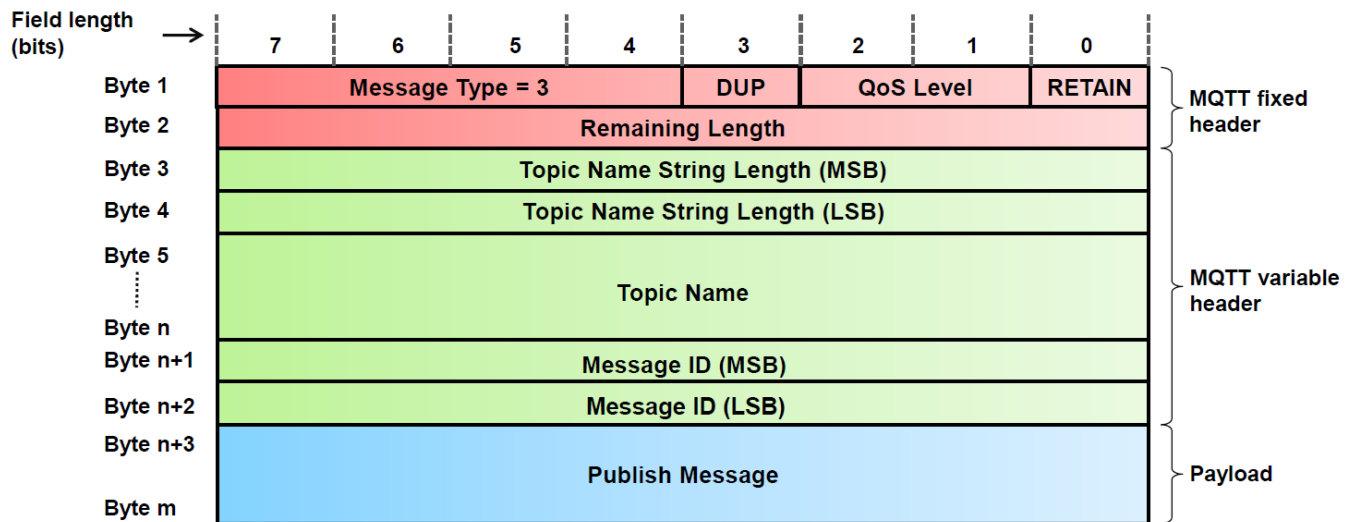 Field length
(bits)
7 6 5 4 3 2 1 0
Byte 1 Message Type = 3 DUP QoS Level RETAIN
MQTT fixed
header
Byte 2 Remaining Length
Byte 3 Topic Name String Length (MSB)
Byte 4 Topic Name String Length (LSB)
Byte 5
Topic Name
Byte n
MQTT variable
header
Byte n+1 Message ID (MSB)
Byte n+2 Message ID (LSB)
Byte n+3
Publish Message
Payload
Byte m